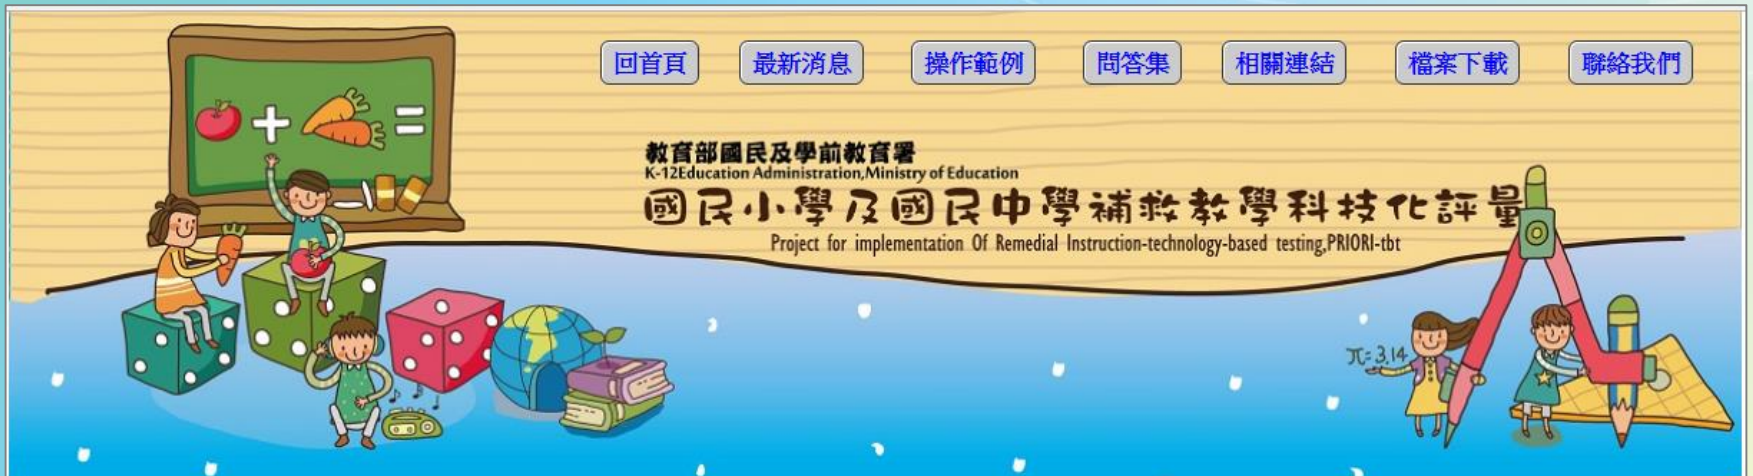 回首頁 最新消息 操作範例 問答集 相關連結 檔案下載 聯絡我們
+ =
教育部國民及學前教育署
K-12Education Administration,Ministry of Education
國民小學及國民中學補救教學科技化評量
Project for implementation Of Remedial Instruction-technology-based testing,PRIORI-tbt
π=3.14